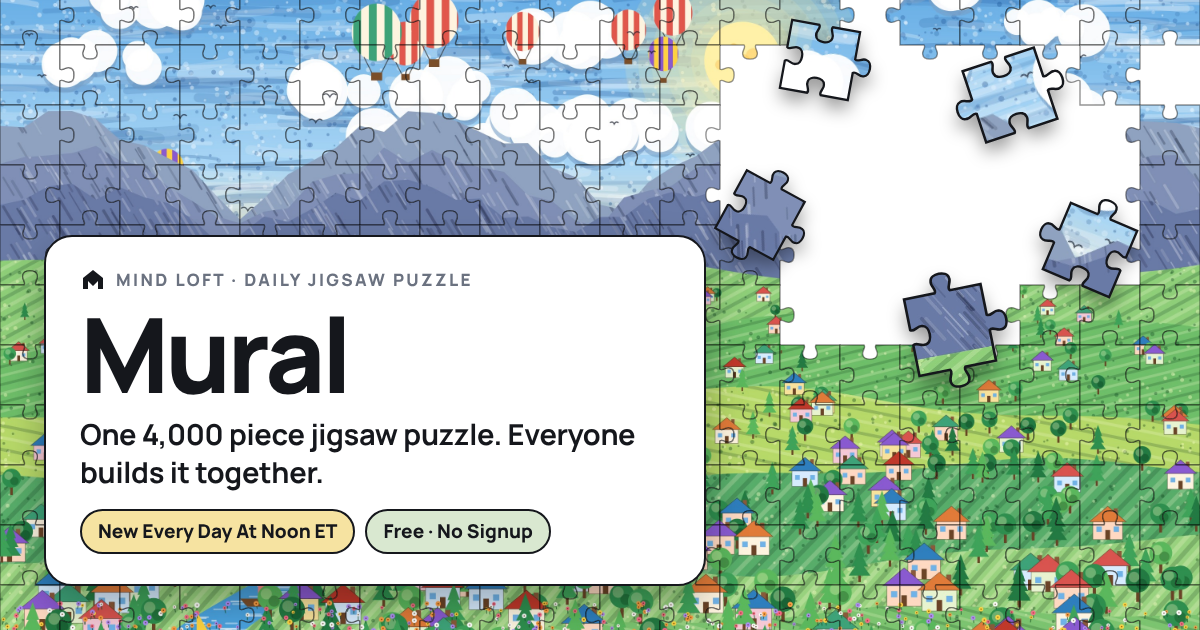 MIND LOFT · DAILY JIGSAW PUZZLE
Mural
One 4,000 piece jigsaw puzzle. Everyone
builds it together.
New Every Day At Noon ET
Free · No Signup